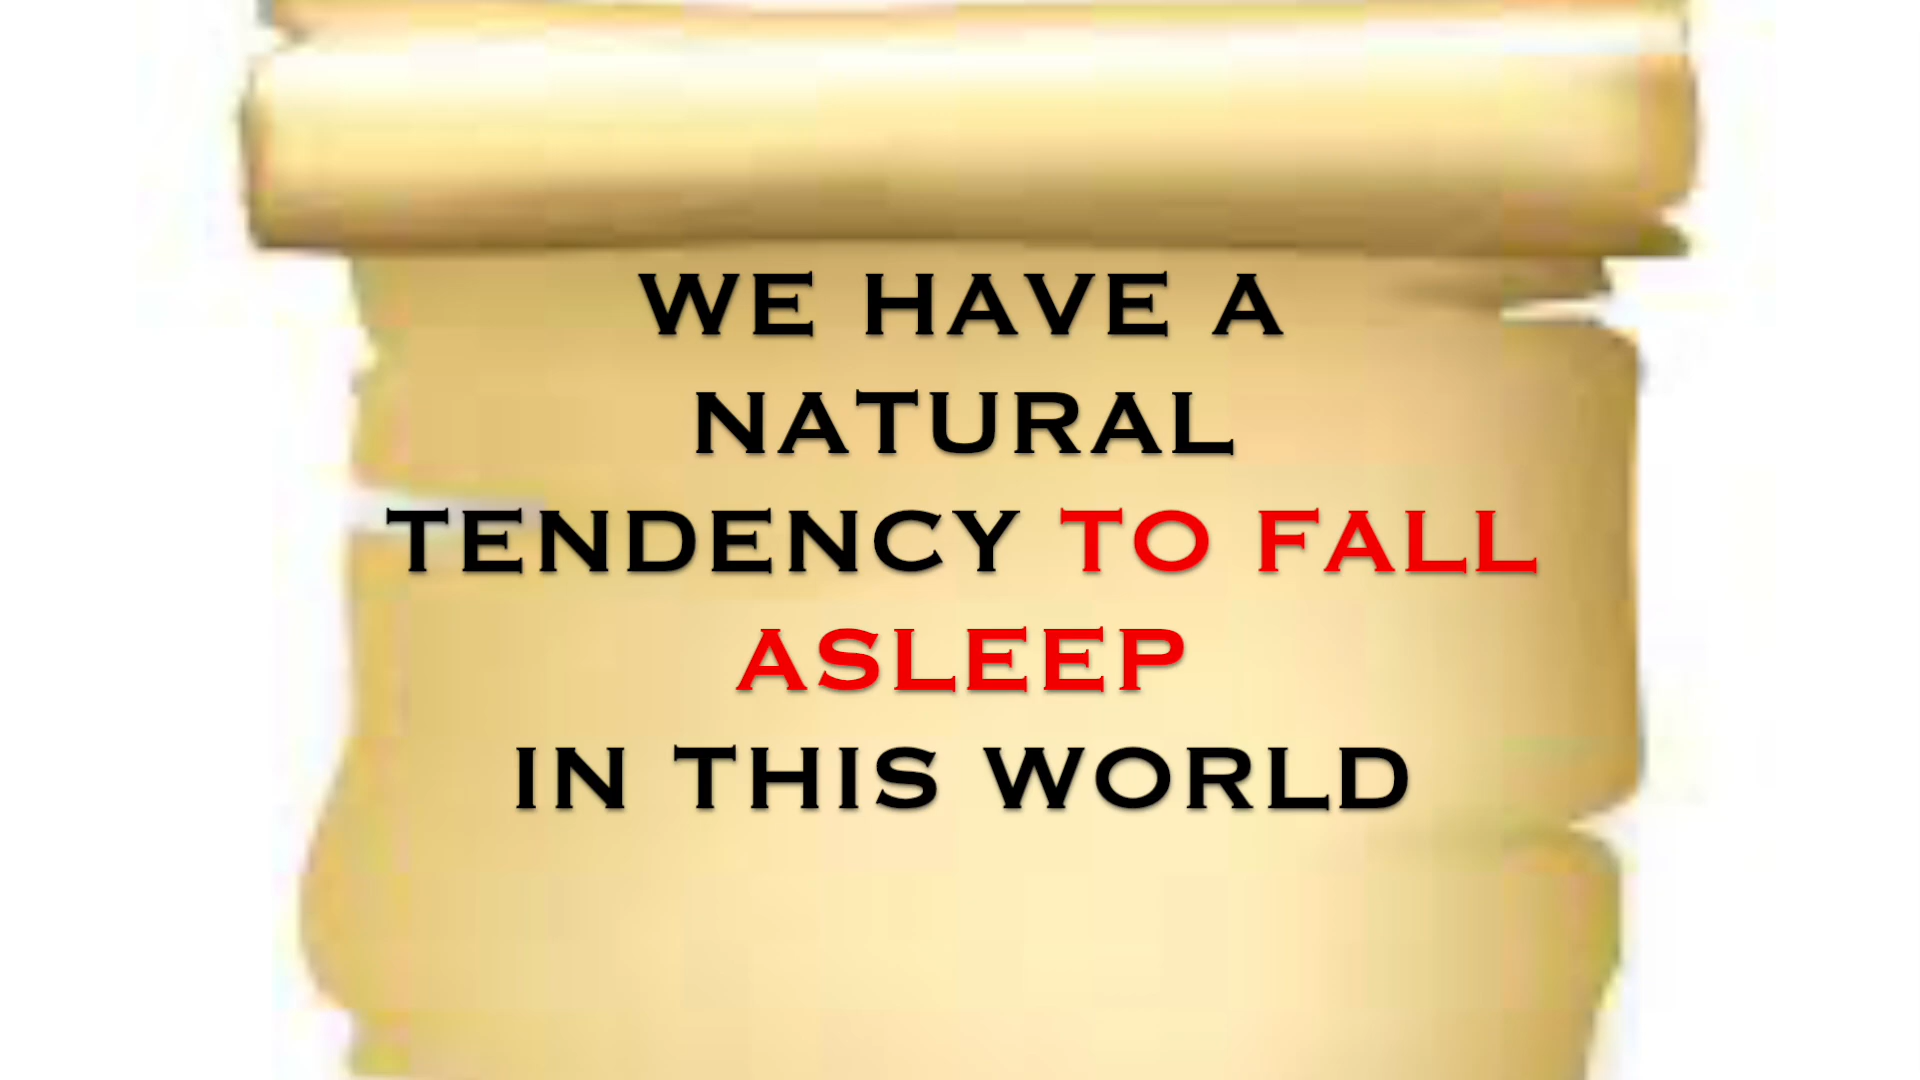 WE HAVE A
NATURAL
TENDENCY TO FALL
ASLEEP
IN THIS WORLD